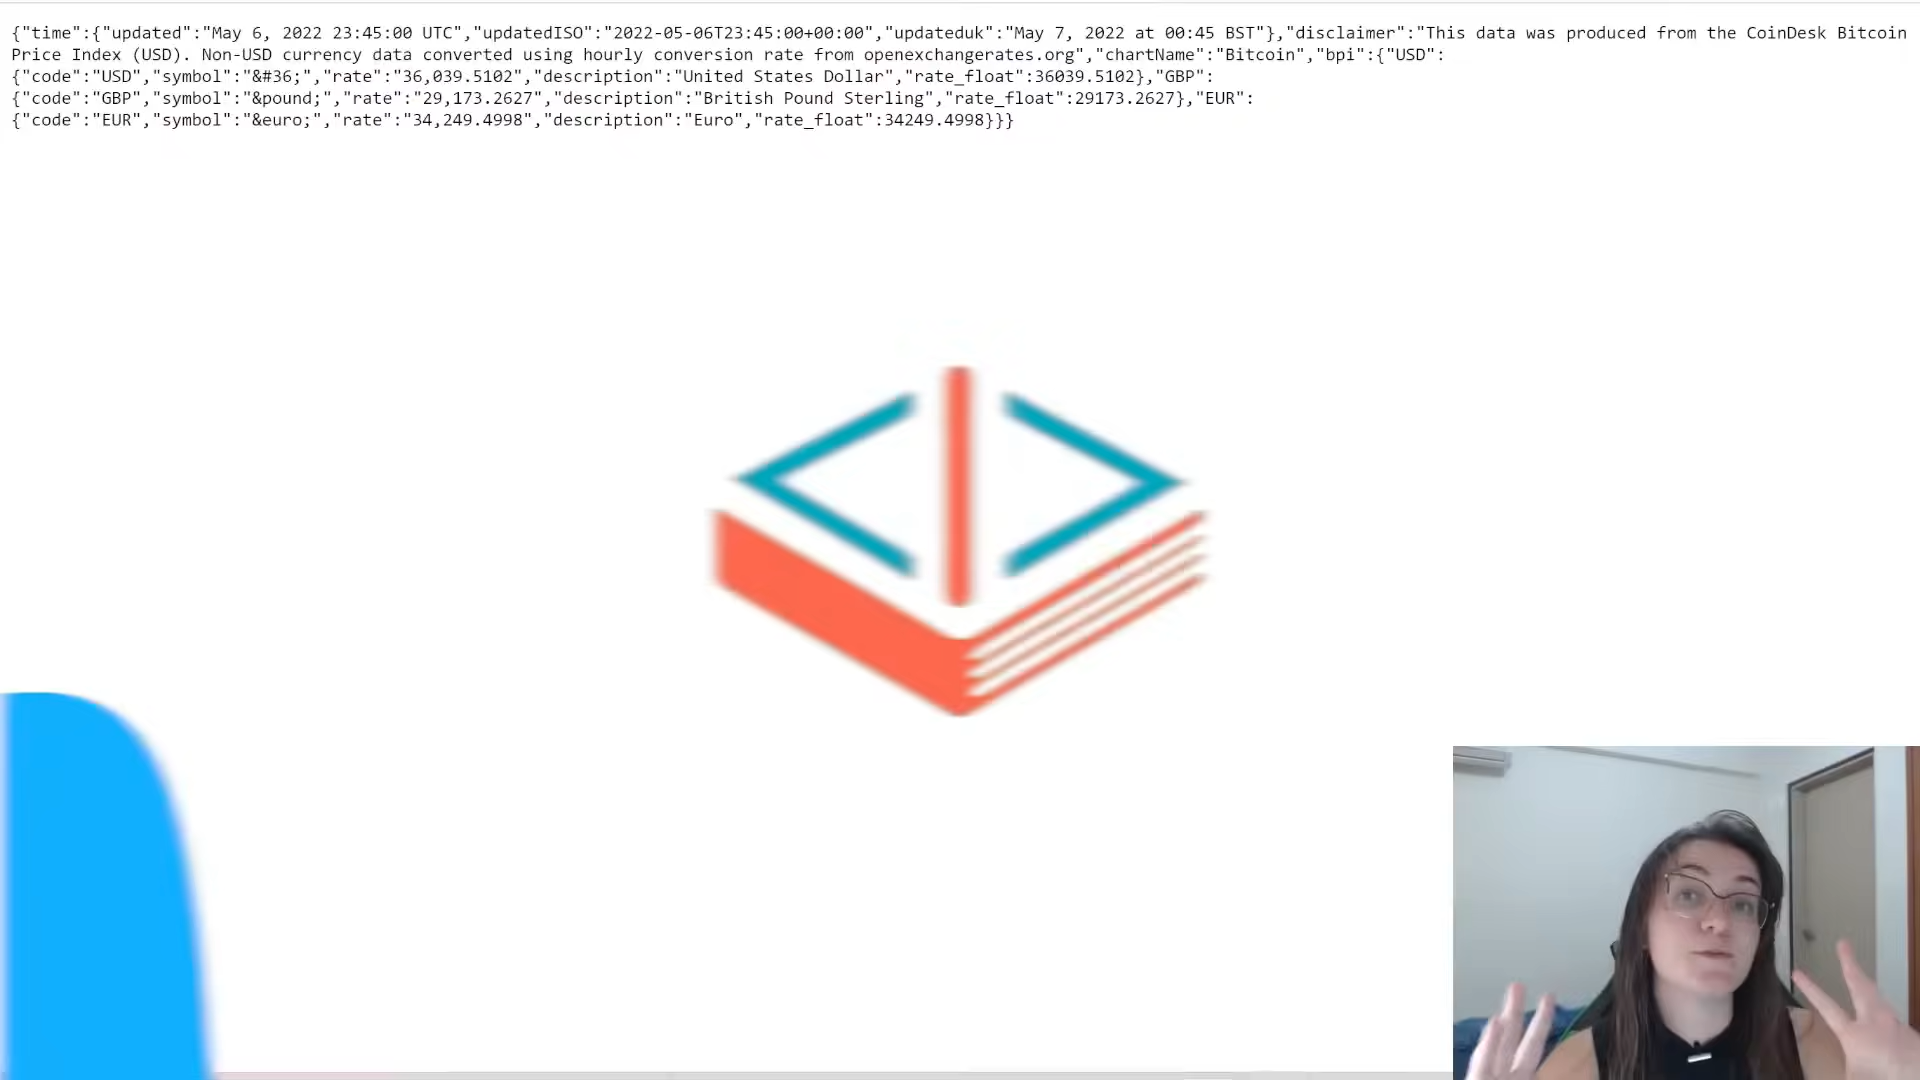 {"time":{"updated":"May 6, 2022 23:45:00 UTC","updatedISO":"2022-05-06T23:45:00+00:00","updateduk":"May 7, 2022 at 00:45 BST"},"disclaimer":"This data was produced from the CoinDesk Bitcoin
Price Index (USD). Non-USD currency data converted using hourly conversion rate from openexchangerates.org","chartName":"Bitcoin","bpi":{"USD":
{"code":"USD","symbol":"&#36;","rate":"36,039.5102","description":"United States Dollar","rate_float":36039.5102},"GBP":
{"code":"GBP","symbol":"&pound;","rate":"29,173.2627","description":"British Pound Sterling","rate_float":29173.2627},"EUR":
{"code":"EUR","symbol":"&euro;","rate":"34,249.4998","description":"Euro","rate_float":34249.4998}}}